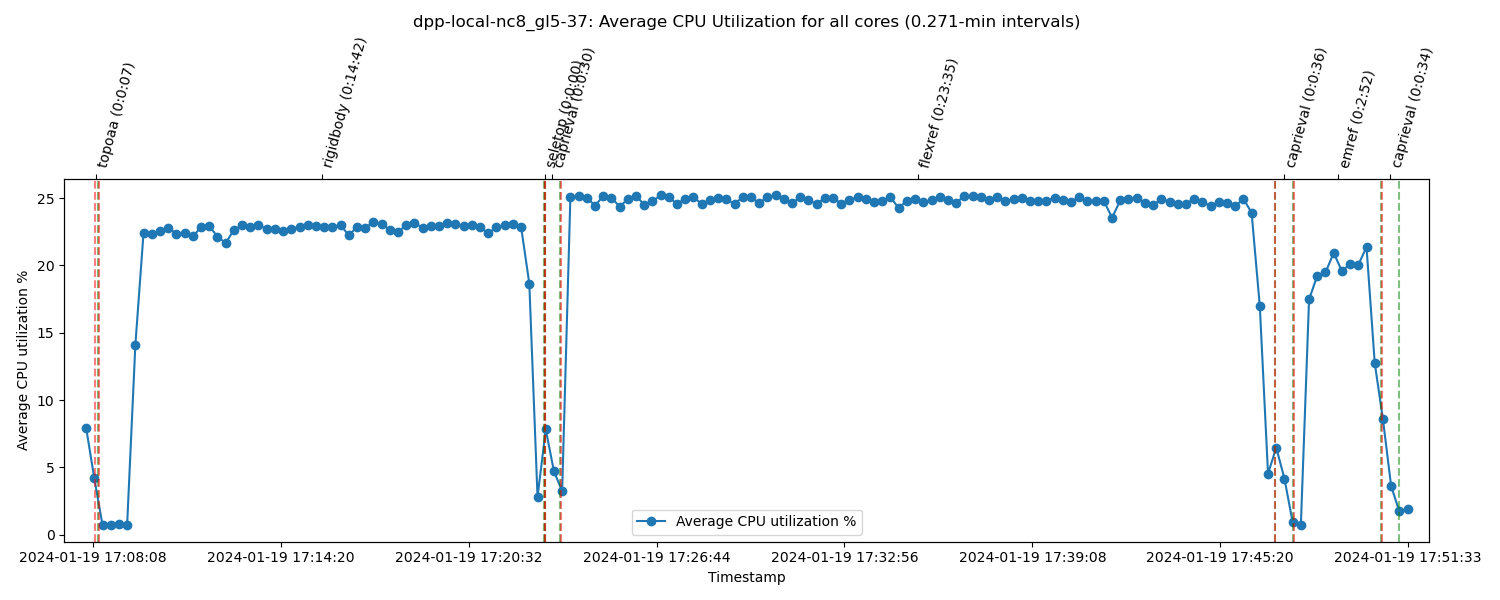 dpp-local-nc8_gl5-37: Average CPU Utilization for all cores (0.271-min intervals)
topoaa (0:0:07)
rigidbody (0:14:42)
seletop (0:0:00)
caprieval (0:0:30)
flexref (0:23:35)
caprieval (0:0:36)
emref (0:2:52)
caprieval (0:0:34)
Average CPU utilization %
25
20
15
10
5
0
Average CPU utilization %
2024-01-19 17:08:08 2024-01-19 17:14:20 2024-01-19 17:20:32 2024-01-19 17:26:44 2024-01-19 17:32:56 2024-01-19 17:39:08 2024-01-19 17:45:20 2024-01-19 17:51:33
Timestamp